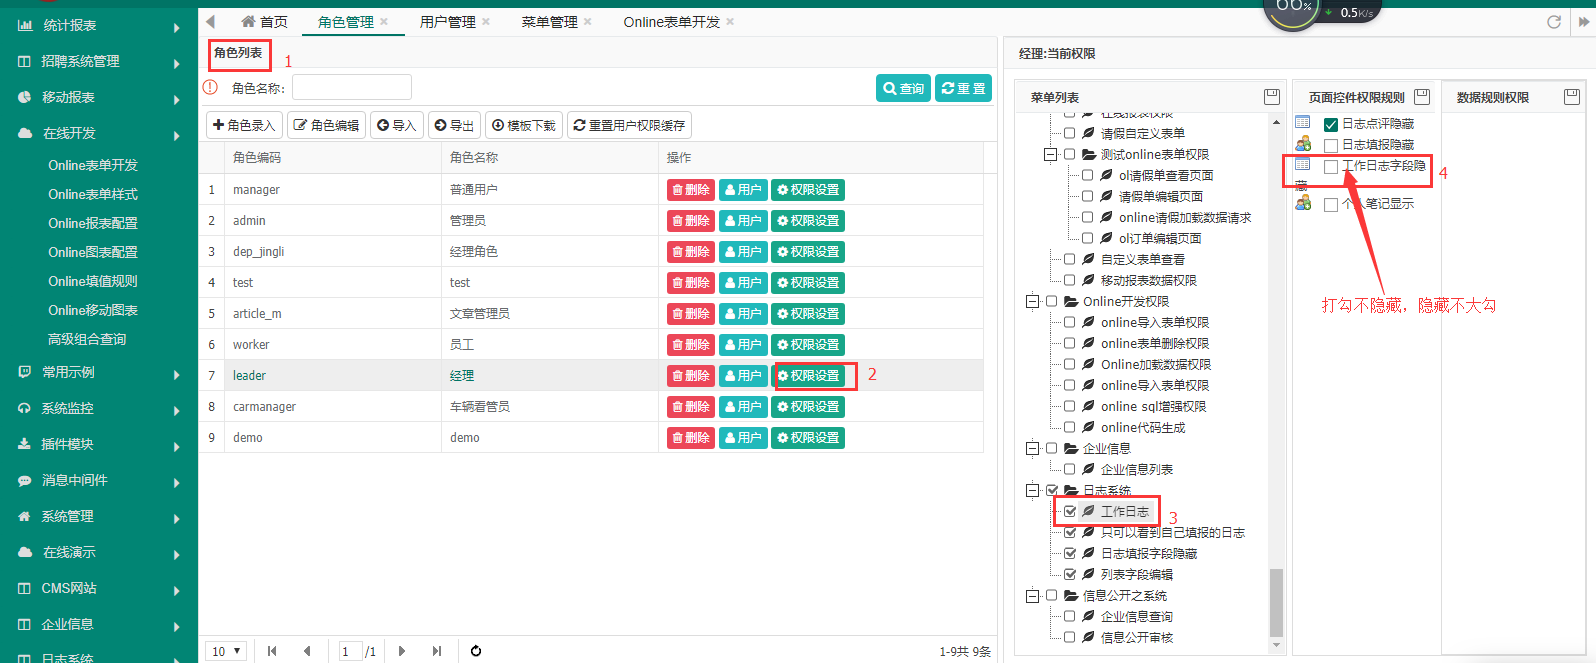 统计报表
招聘系统管理
移动报表
在线开发
Online表单开发
Online表单样式
Online报表配置
Online图表配置
Online填值规则
Online移动图表
高级组合查询
常用示例
系统监控
插件模块
消息中间件
系统管理
在线演示
CMS网站
企业信息
日志系统
首页 角色管理 用户管理 菜单管理 Online表单开发
66% 0.5K/s
角色列表 1
角色名称: 查询 重置
角色录入 角色编辑 导入 导出 模板下载 重置用户权限缓存
角色编码 角色名称 操作
1 manager 普通用户 删除 用户 权限设置
2 admin 管理员 删除 用户 权限设置
3 dep_jingli 经理角色 删除 用户 权限设置
4 test test 删除 用户 权限设置
5 article_m 文章管理员 删除 用户 权限设置
6 worker 员工 删除 用户 权限设置
7 leader 经理 删除 用户 权限设置 2
8 carmanager 车辆看管员 删除 用户 权限设置
9 demo demo 删除 用户 权限设置
10 1 /1 1-9共 9条
经理:当前权限
菜单列表
在线报表权限
请假自定义表单
测试online表单权限
ol请假单查看页面
请假单编辑页面
online请假加载数据请求
ol订单编辑页面
自定义表单查看
移动报表数据权限
Online开发权限
online导入表单权限
online表单删除权限
Online加载数据权限
online导入表单权限
online sql增强权限
online代码生成
企业信息
企业信息列表
日志系统
工作日志 3
只可以看到自己填报的日志
日志填报字段隐藏
列表字段编辑
信息公开之系统
企业信息查询
信息公开审核
页面控件权限规则
日志点评隐藏
日志填报隐藏
工作日志字段隐
藏
4
个人笔记显示
打勾不隐藏，隐藏不大勾
数据规则权限